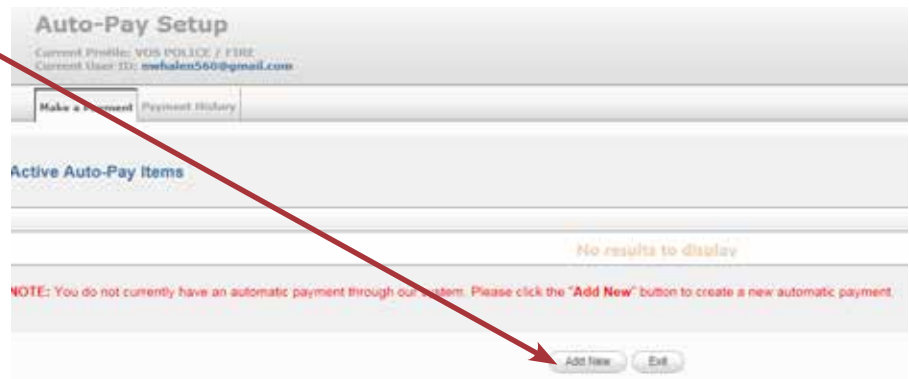 Auto-Pay Setup
Current Profile: VOS POLICE / FIRE
Current User ID: nwhalen560@gmail.com
Make a Payment Payment History
Active Auto-Pay Items
No results to display
NOTE: You do not currently have an automatic payment through our system. Please click the "Add New" button to create a new automatic payment.
Add New Exit